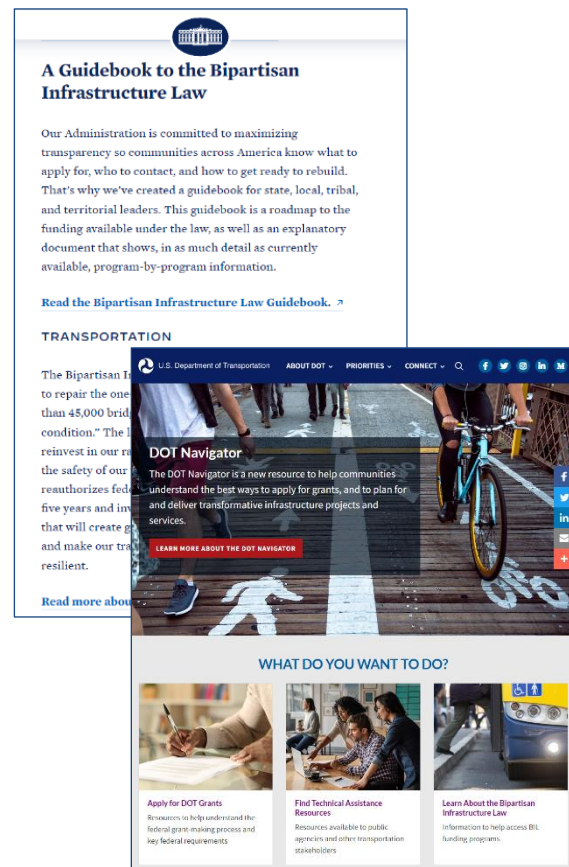 A Guidebook to the Bipartisan
Infrastructure Law
Our Administration is committed to maximizing
transparency so communities across America know what to
apply for, who to contact, and how to get ready to rebuild.
That's why we've created a guidebook for state, local, tribal,
and territorial leaders. This guidebook is a roadmap to the
funding available under the law, as well as an explanatory
document that shows, in as much detail as currently
available, program-by-program information.
Read the Bipartisan Infrastructure Law Guidebook.
TRANSPORTATION
The Bipartisan
to repair the one
than 45,000
condition." The
reinvest in our
the safety of our
reauthorizes
five years and
that will create
and make our
resilient.
Read more
U.S. Department of Transportation ABOUT DOT PRIORITIES CONNECT
DOT Navigator
The DOT Navigator is a new resource to help communities
understand the best ways to apply for grants, and to plan for
and deliver transformative infrastructure projects and
services.
LEARN MORE ABOUT THE DOT NAVIGATOR
WHAT DO YOU WANT TO DO?
Apply for DOT Grants
Resources to help understand the
federal grant-making process and
key federal requirements
Find Technical Assistance
Resources
Resources available to public
agencies and other transportation
stakeholders
Learn About the Bipartisan
Infrastructure Law
Information to help access BIL
funding programs